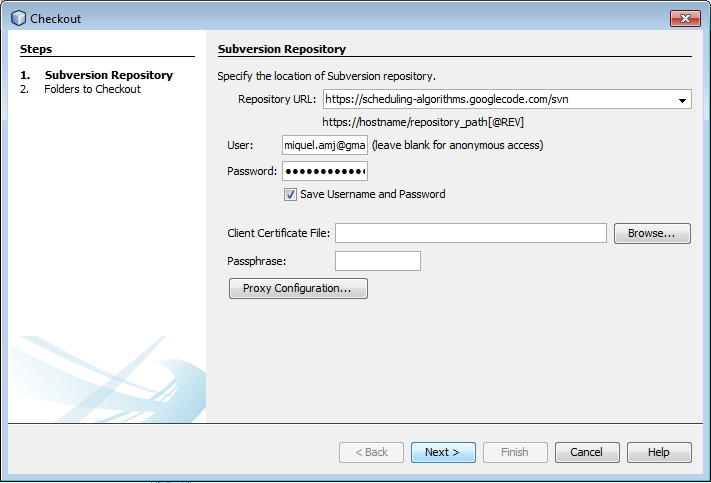 Checkout
Steps
1. Subversion Repository
2. Folders to Checkout
Subversion Repository
Specify the location of Subversion repository.
Repository URL: https://scheduling-algorithms.googlecode.com/svn
https://hostname/repository_path[@REV]
User: miquel.amj@gma (leave blank for anonymous access)
Password: ●●●●●●●●●●●●
Save Username and Password
Client Certificate File: Browse...
Passphrase:
Proxy Configuration...
< Back Next > Finish Cancel Help